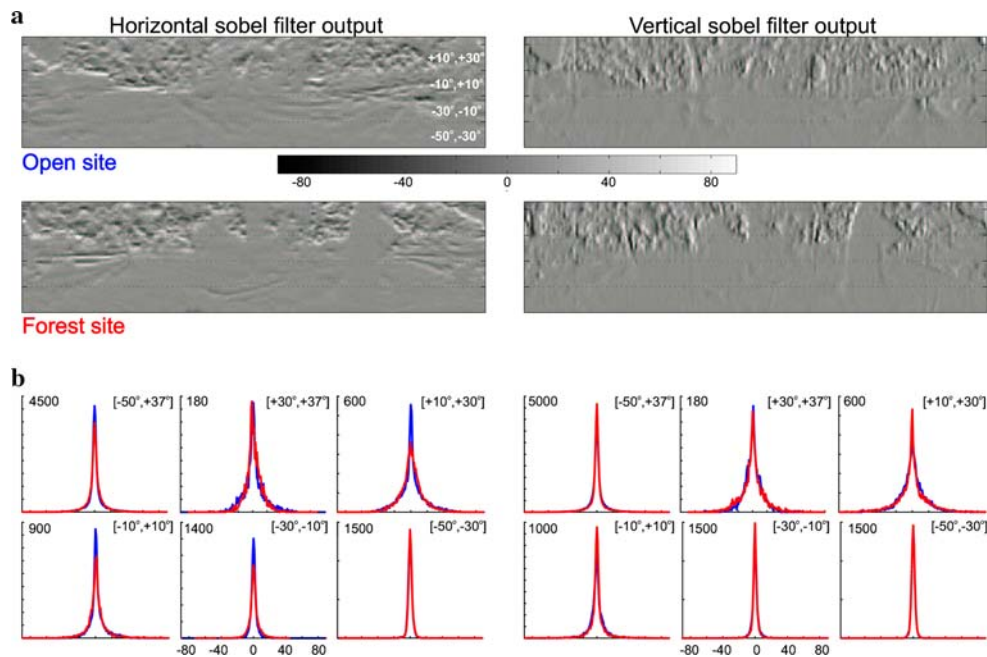 a
Horizontal sobel filter output
Vertical sobel filter output
+10°,+30°
-10°,+10°
-30°,-10°
-50°,-30°
Open site
-80 -40 0 40 80
Forest site
b
4500 [-50°,+37°] 180 [+30°,+37°] 600 [+10°,+30°] 5000 [-50°,+37°] 180 [+30°,+37°] 600 [+10°,+30°]
900 [-10°,+10°] 1400 [-30°,-10°] 1500 [-50°,-30°] 1000 [-10°,+10°] 1500 [-30°,-10°] 1500 [-50°,-30°]
-80 -40 0 40 80 -80 -40 0 40 80